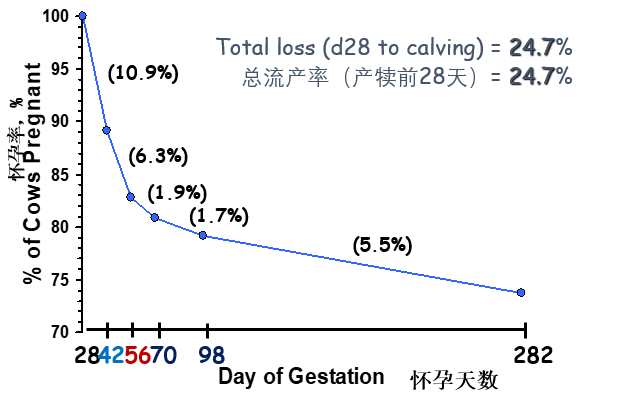 Total loss (d28 to calving) = 24.7%
总流产率（产犊前28天）= 24.7%
怀孕率，%
% of Cows Pregnant
100
95
90
85
80
75
70
(10.9%)
(6.3%)
(1.9%)
(1.7%)
(5.5%)
28 42 56 70 98 282
Day of Gestation 怀孕天数